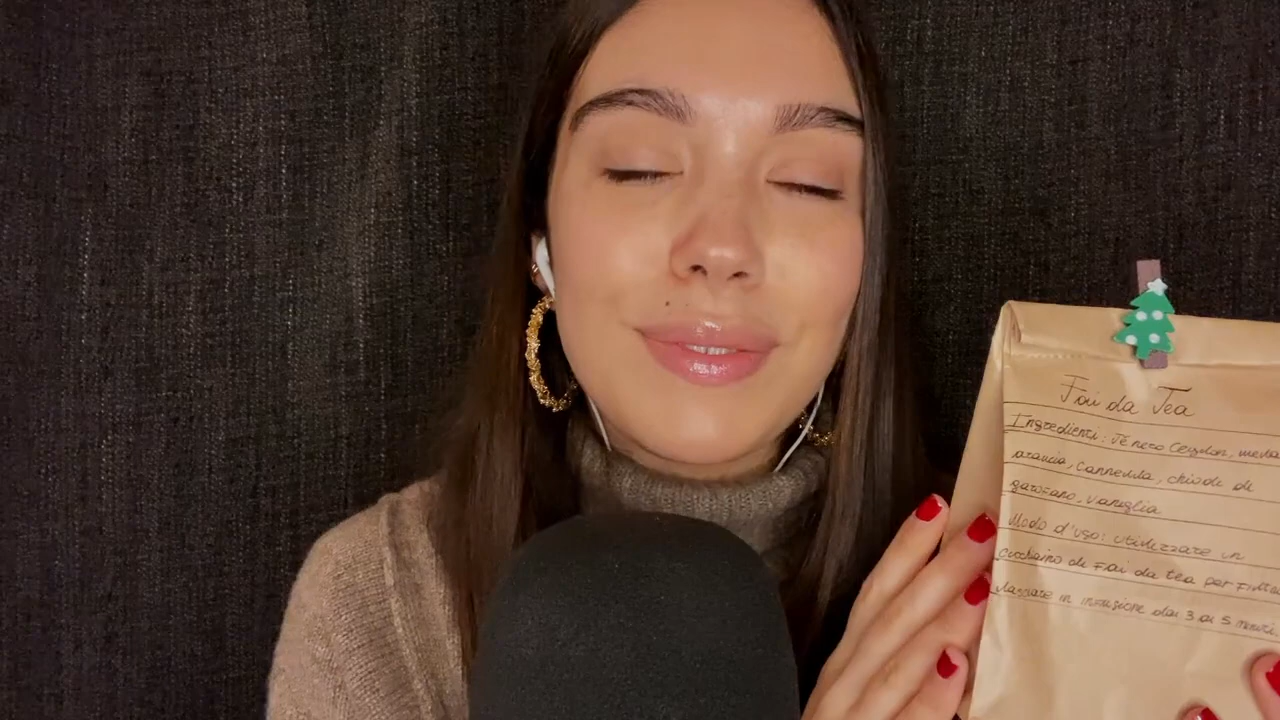 Fai da Tea
Ingredienti: Tè nero Ceylon,
arancia, cannella, chiodi di
garofano, vaniglia
Modo d'uso: utilizzare un
cucchiaino di Fai da tea per
lasciare in infusione dai 3 ai 5 minuti